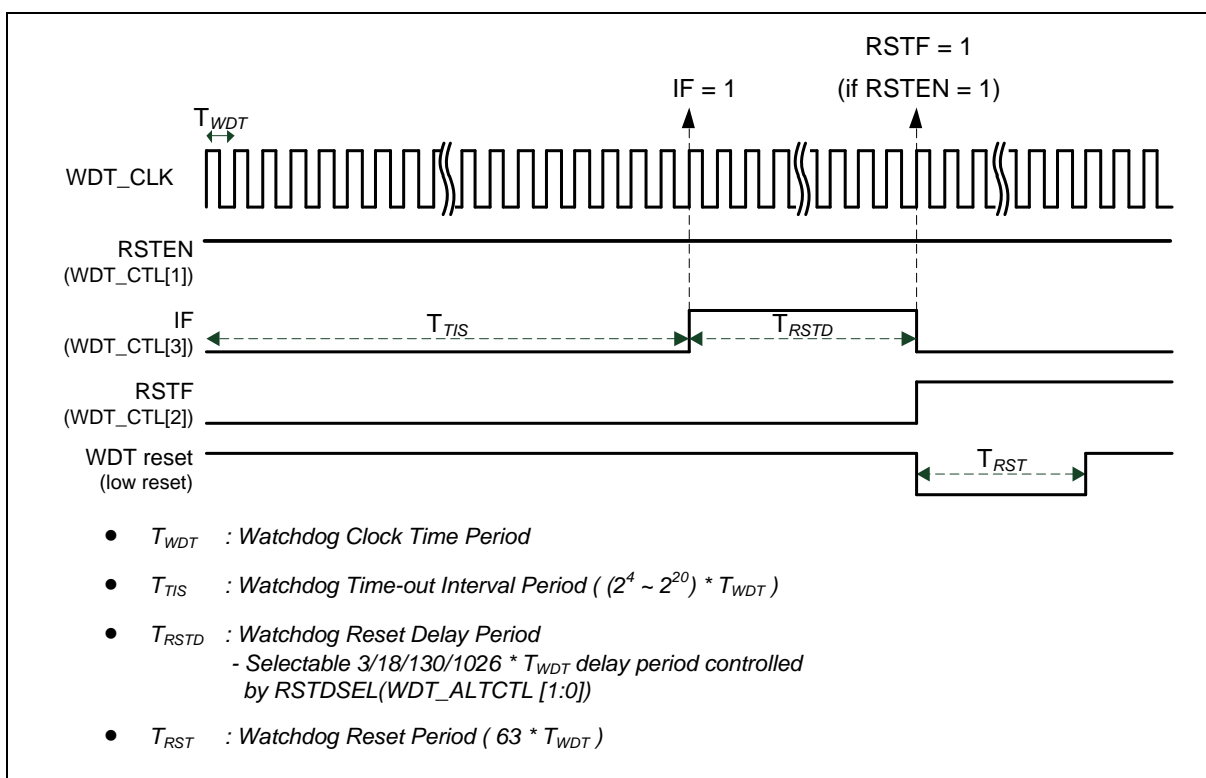 RSTF = 1
IF = 1 (if RSTEN = 1)
TWDT
WDT_CLK
RSTEN
(WDT_CTL[1])
IF
(WDT_CTL[3])
TTIS
TRSTD
RSTF
(WDT_CTL[2])
WDT reset
(low reset)
TRST
• TWDT : Watchdog Clock Time Period
• TTIS : Watchdog Time-out Interval Period ( (2^4 ~ 2^20) * TWDT )
• TRSTD : Watchdog Reset Delay Period
- Selectable 3/18/130/1026 * TWDT delay period controlled
by RSTDSEL(WDT_ALTCTL [1:0])
• TRST : Watchdog Reset Period ( 63 * TWDT )